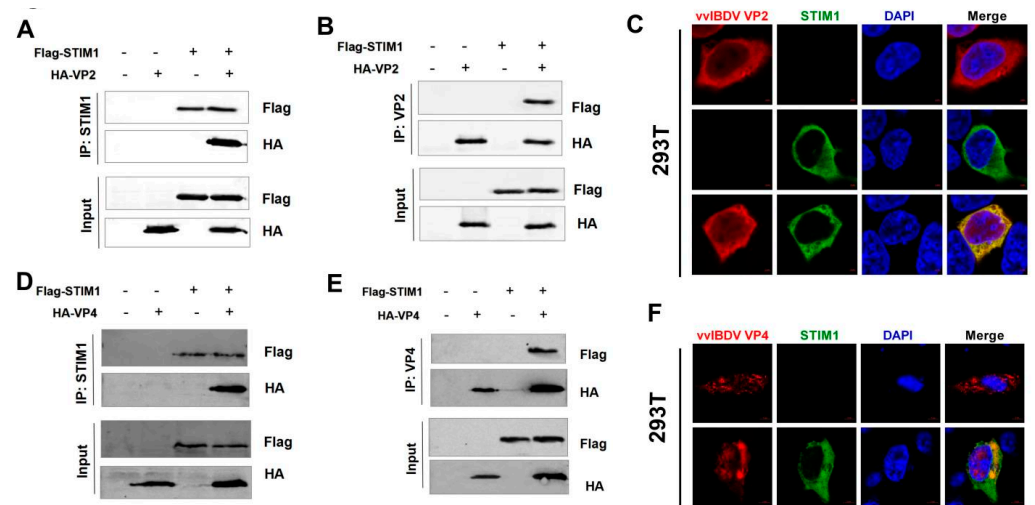 A
Flag-STIM1 - - + +
HA-VP2 - + - +
IP: STIM1
Flag
HA
Input
Flag
HA
B
Flag-STIM1 - - + +
HA-VP2 - + - +
IP: VP2
Flag
HA
Input
Flag
HA
C
vvIBDV VP2 STIM1 DAPI Merge
293T
D
Flag-STIM1 - - + +
HA-VP4 - + - +
IP: STIM1
Flag
HA
Input
Flag
HA
E
Flag-STIM1 - - + +
HA-VP4 - + - +
IP: VP4
Flag
HA
Input
Flag
HA
F
vvIBDV VP4 STIM1 DAPI Merge
293T